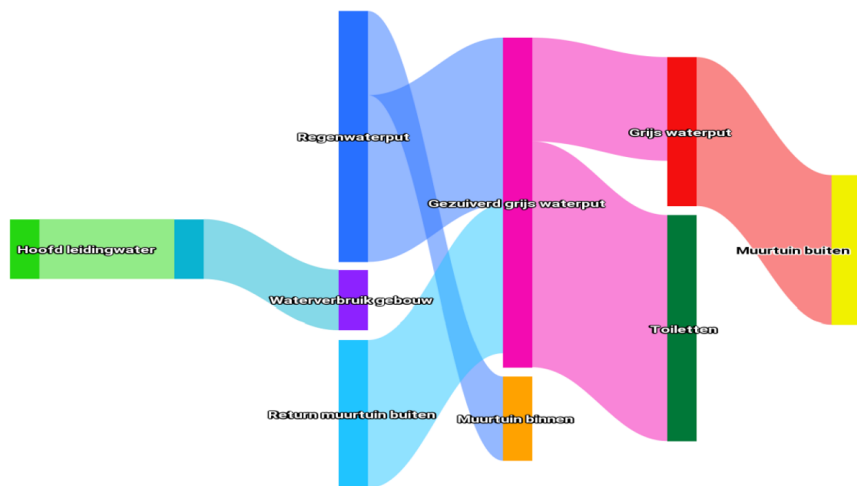 Regenwaterput
Grijs waterput
Gezuiverd grijs waterput
Hoofd leidingwater
Muurtuin buiten
Waterverbruik gebouw
Toiletten
Return muurtuin buiten
Muurtuin binnen